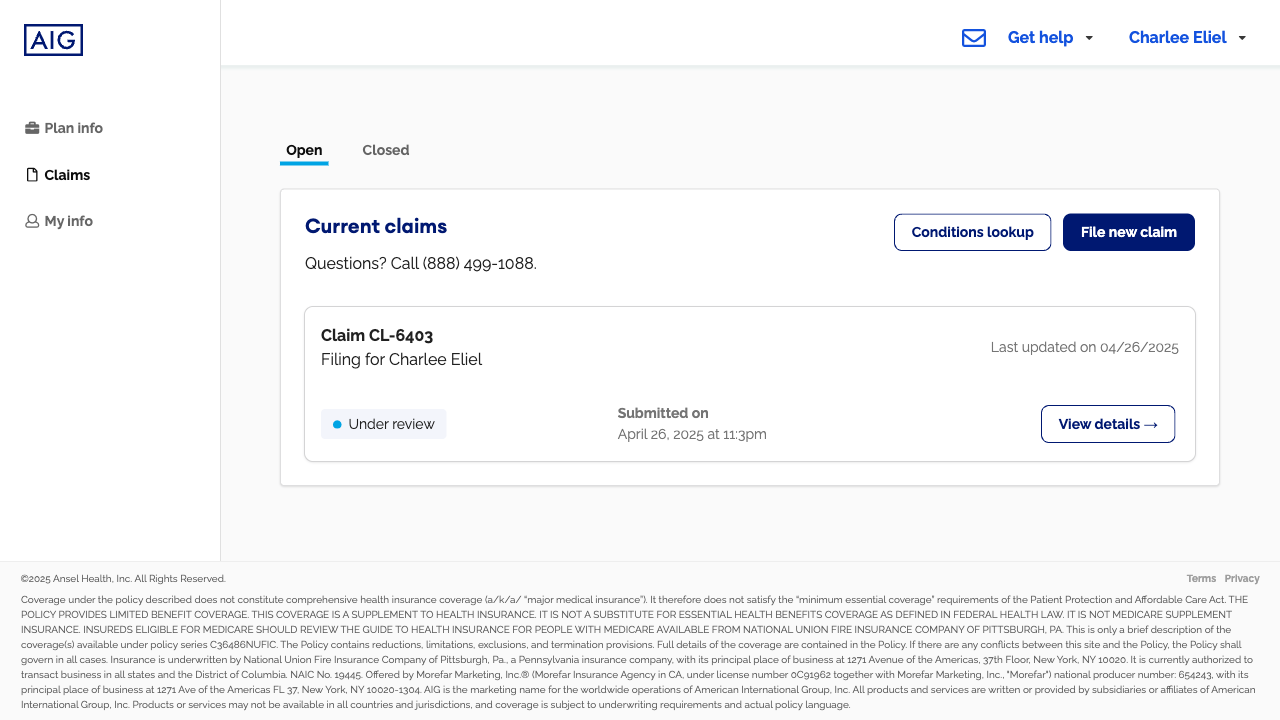 AIG
Get help
Charlee Eliel
Plan info
Claims
My info
Open
Closed
Current claims
Questions? Call (888) 499-1088.
Conditions lookup
File new claim
Claim CL-6403
Filing for Charlee Eliel
Last updated on 04/26/2025
Under review
Submitted on
April 26, 2025 at 11:3pm
View details →
©2025 Ansel Health, Inc. All Rights Reserved.
Terms Privacy
Coverage under the policy described does not constitute comprehensive health insurance coverage (a/k/a/ “major medical insurance”). It therefore does not satisfy the “minimum essential coverage” requirements of the Patient Protection and Affordable Care Act. THE
POLICY PROVIDES LIMITED BENEFIT COVERAGE. THIS COVERAGE IS A SUPPLEMENT TO HEALTH INSURANCE. IT IS NOT A SUBSTITUTE FOR ESSENTIAL HEALTH BENEFITS COVERAGE AS DEFINED IN FEDERAL HEALTH LAW. IT IS NOT MEDICARE SUPPLEMENT
INSURANCE. INSUREDS ELIGIBLE FOR MEDICARE SHOULD REVIEW THE GUIDE TO HEALTH INSURANCE FOR PEOPLE WITH MEDICARE AVAILABLE FROM NATIONAL UNION FIRE INSURANCE COMPANY OF PITTSBURGH, PA. This is only a brief description of the
coverage(s) available under policy series C36486NUFIC. The Policy contains reductions, limitations, exclusions, and termination provisions. Full details of the coverage are contained in the Policy. If there are any conflicts between this site and the Policy, the Policy shall
govern in all cases. Insurance is underwritten by National Union Fire Insurance Company of Pittsburgh, Pa., a Pennsylvania insurance company, with its principal place of business at 1271 Avenue of the Americas, 37th Floor, New York, NY 10020. It is currently authorized to
transact business in all states and the District of Columbia. NAIC No. 19445. Offered by Morefar Marketing, Inc.® (Morefar Insurance Agency in CA, under license number 0C91962 together with Morefar Marketing, Inc., "Morefar") national producer number: 654243, with its
principal place of business at 1271 Ave of the Americas FL 37, New York, NY 10020-1304. AIG is the marketing name for the worldwide operations of American International Group, Inc. All products and services are written or provided by subsidiaries or affiliates of American
International Group, Inc. Products or services may not be available in all countries and jurisdictions, and coverage is subject to underwriting requirements and actual policy language.